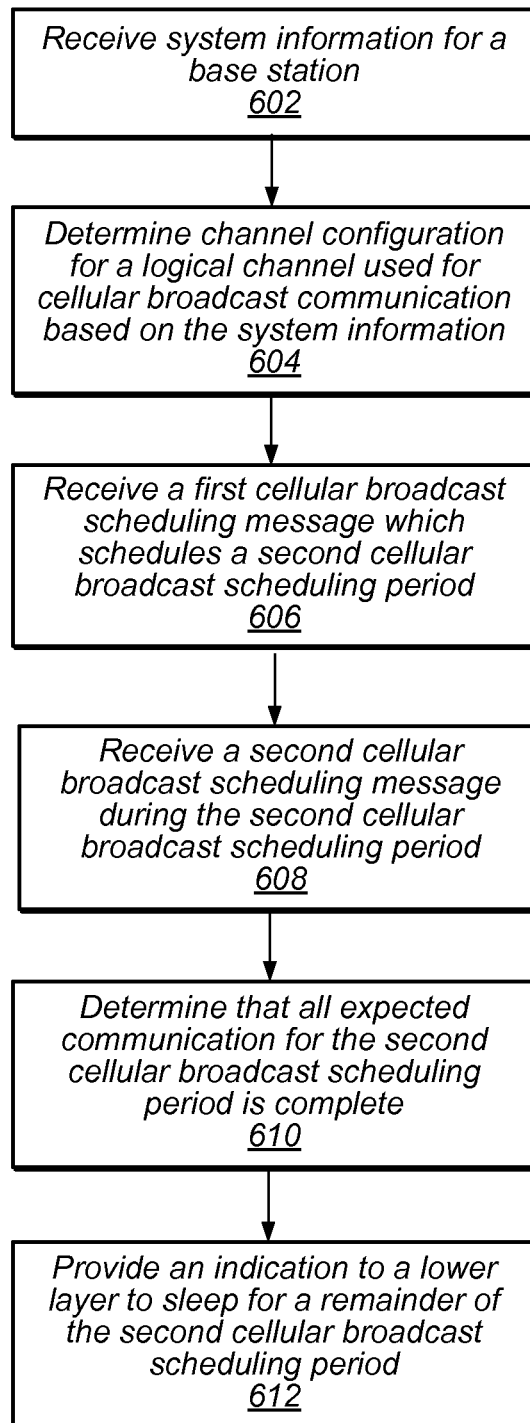 Receive system information for a
base station
602
Determine channel configuration
for a logical channel used for
cellular broadcast communication
based on the system information
604
Receive a first cellular broadcast
scheduling message which
schedules a second cellular
broadcast scheduling period
606
Receive a second cellular
broadcast scheduling message
during the second cellular
broadcast scheduling period
608
Determine that all expected
communication for the second
cellular broadcast scheduling
period is complete
610
Provide an indication to a lower
layer to sleep for a remainder of
the second cellular broadcast
scheduling period
612